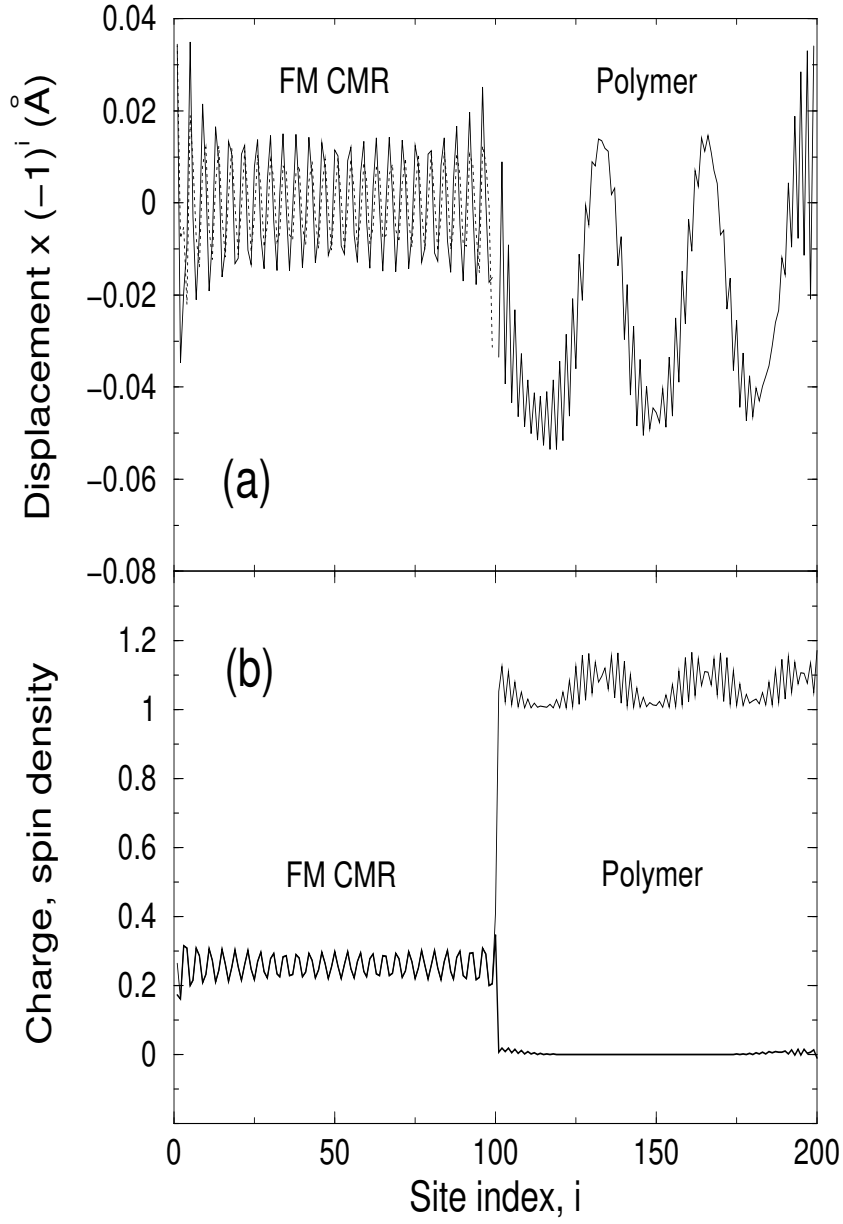 0.04
0.02
0
−0.02
−0.04
−0.06
−0.08
Displacement x (−1)^i (Å)
FM CMR
Polymer
(a)
1.2
1
0.8
0.6
0.4
0.2
0
Charge, spin density
(b)
FM CMR
Polymer
0
50
100
150
200
Site index, i